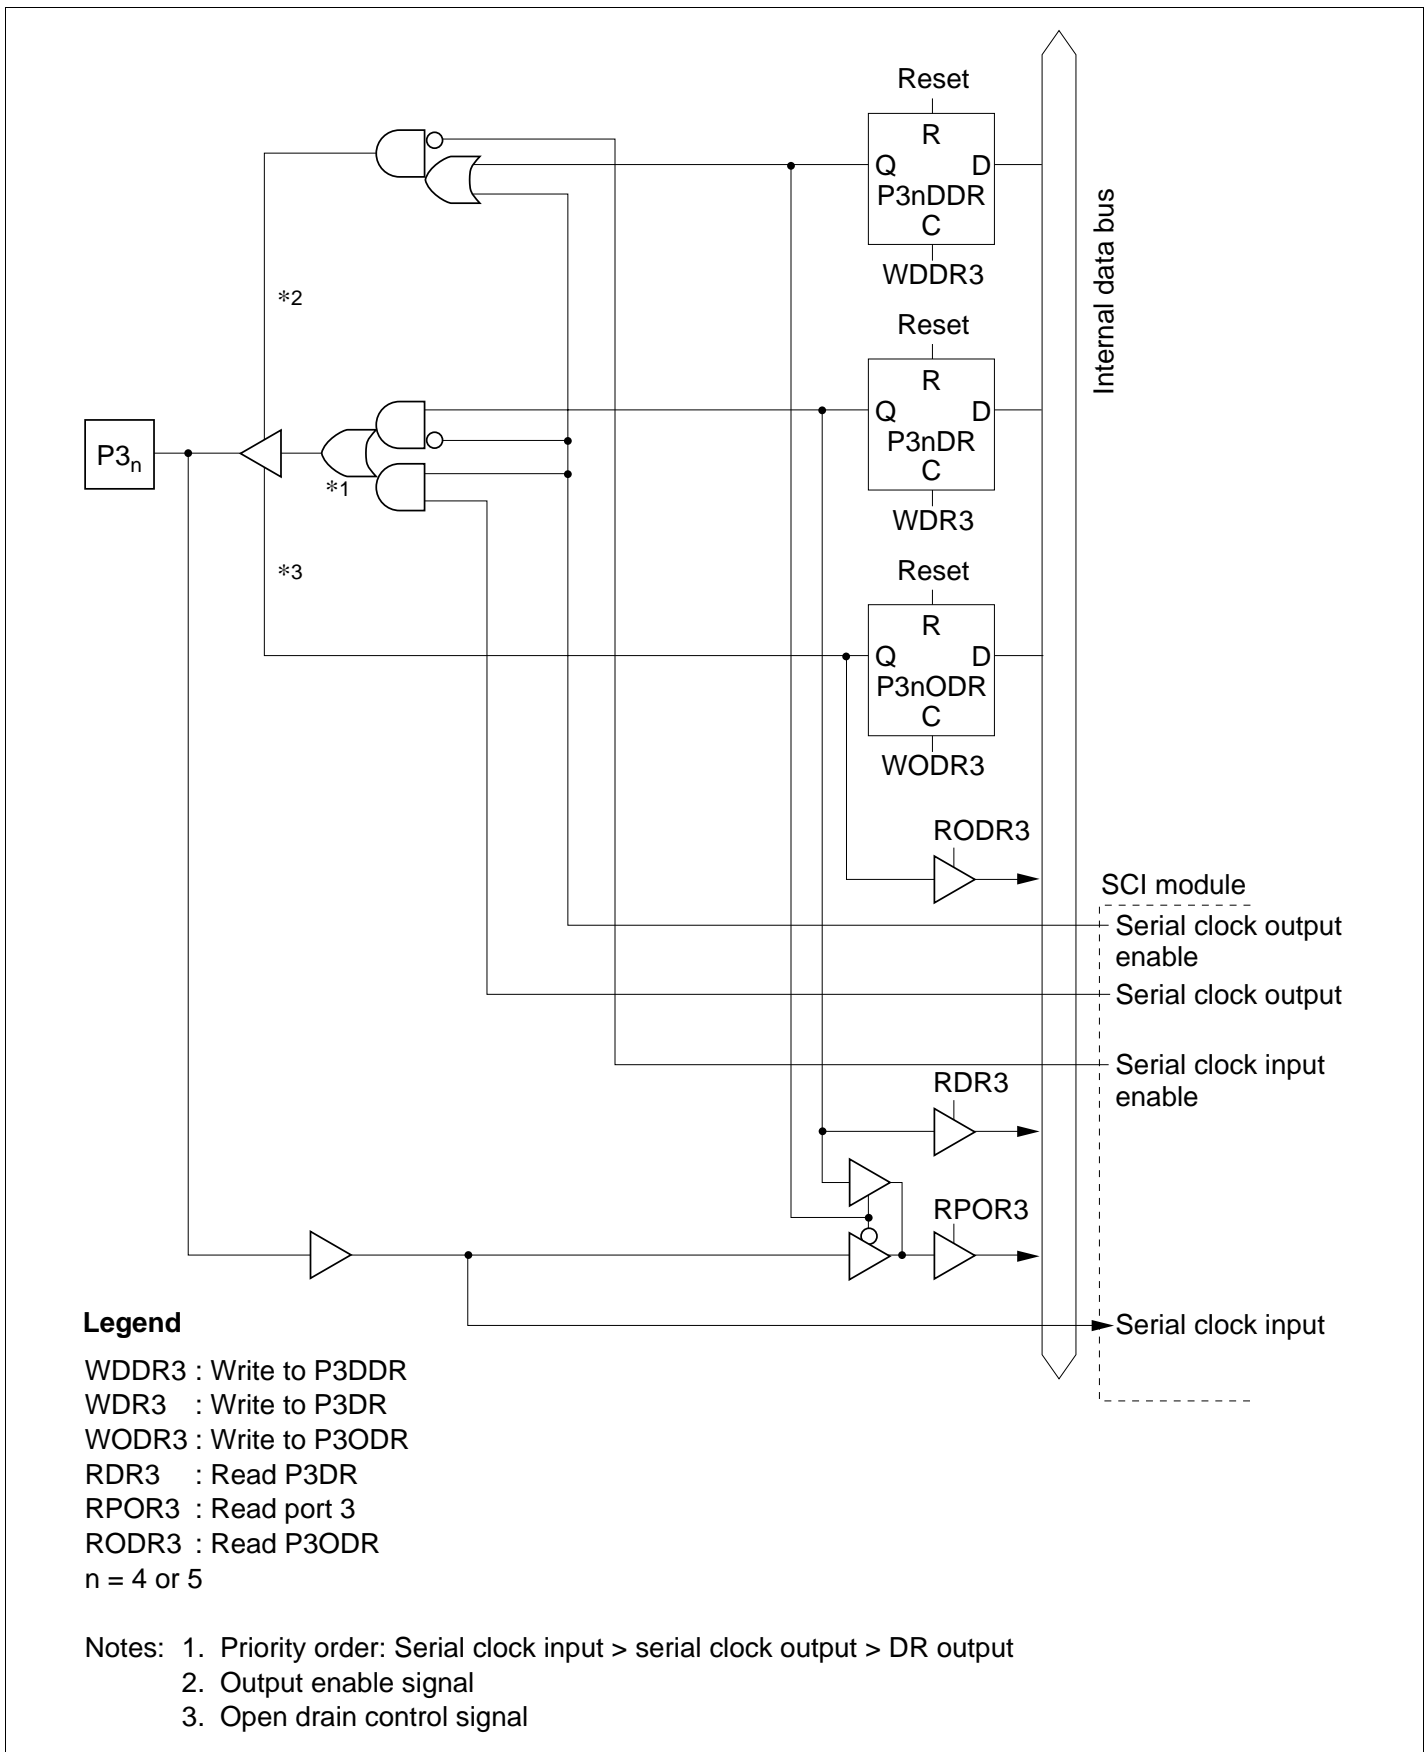 Reset
R
Q D
P3nDDR
C
WDDR3
Internal data bus
*2
Reset
R
Q D
P3nDR
C
WDR3
P3n
*1
*3
Reset
R
Q D
P3nODR
C
WODR3
RODR3
SCI module
Serial clock output
enable
Serial clock output
Serial clock input
enable
RDR3
RPOR3
Serial clock input
Legend
WDDR3 : Write to P3DDR
WDR3 : Write to P3DR
WODR3 : Write to P3ODR
RDR3 : Read P3DR
RPOR3 : Read port 3
RODR3 : Read P3ODR
n = 4 or 5
Notes: 1. Priority order: Serial clock input > serial clock output > DR output
2. Output enable signal
3. Open drain control signal